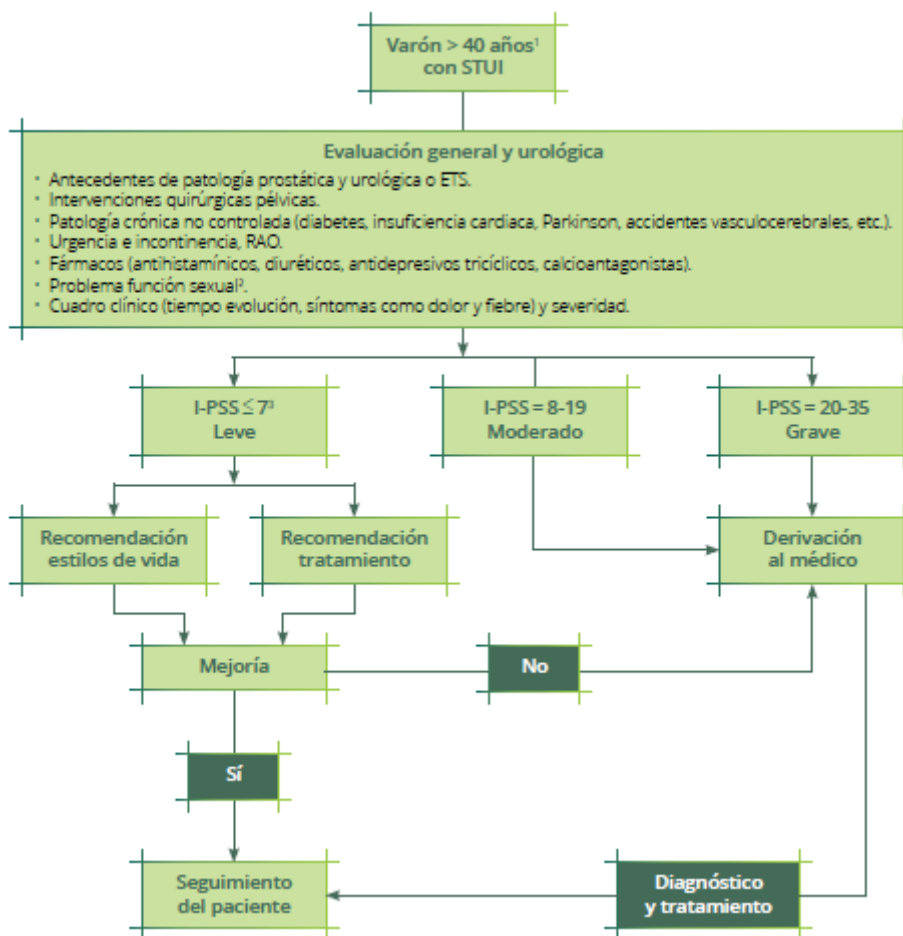 Varón > 40 años¹
con STUI
Evaluación general y urológica
• Antecedentes de patología prostática y urológica o ETS.
• Intervenciones quirúrgicas pélvicas.
• Patología crónica no controlada (diabetes, insuficiencia cardiaca, Parkinson, accidentes vasculocerebrales, etc.).
• Urgencia e incontinencia, RAO.
• Fármacos (antihistamínicos, diuréticos, antidepresivos tricíclicos, calcioantagonistas).
• Problema función sexual².
• Cuadro clínico (tiempo evolución, síntomas como dolor y fiebre) y severidad.
I-PSS ≤ 7³
Leve
I-PSS = 8-19
Moderado
I-PSS = 20-35
Grave
Recomendación
estilos de vida
Recomendación
tratamiento
Derivación
al médico
Mejoría
No
Sí
Seguimiento
del paciente
Diagnóstico
y tratamiento